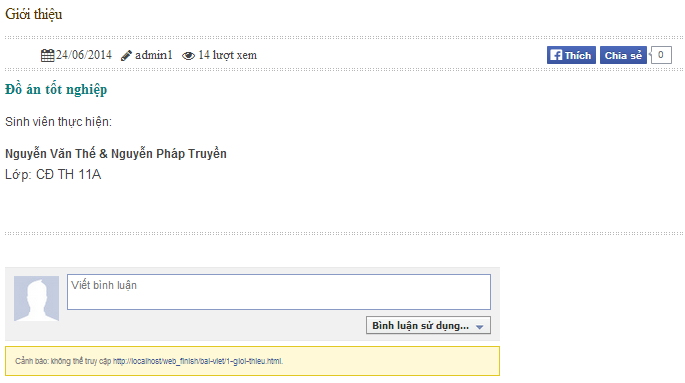 Giới thiệu
24/06/2014 admin1 14 lượt xem Thích Chia sẻ 0
Đồ án tốt nghiệp
Sinh viên thực hiện:
Nguyễn Văn Thế & Nguyễn Pháp Truyền
Lớp: CĐ TH 11A
Viết bình luận
Bình luận sử dụng...
Cảnh báo: không thể truy cập http://localhost/web_finish/bai-viet/1-gioi-thieu.html.